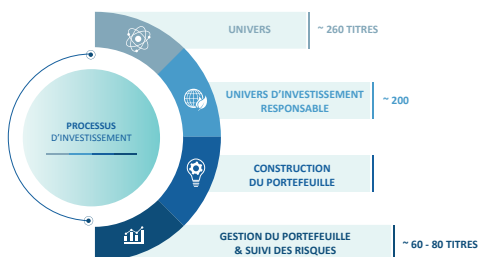 UNIVERS
~ 260 TITRES
UNIVERS D'INVESTISSEMENT
RESPONSABLE
~ 200
PROCESSUS
D'INVESTISSEMENT
CONSTRUCTION
DU PORTEFEUILLE
GESTION DU PORTEFEUILLE
& SUIVI DES RISQUES
~ 60 - 80 TITRES